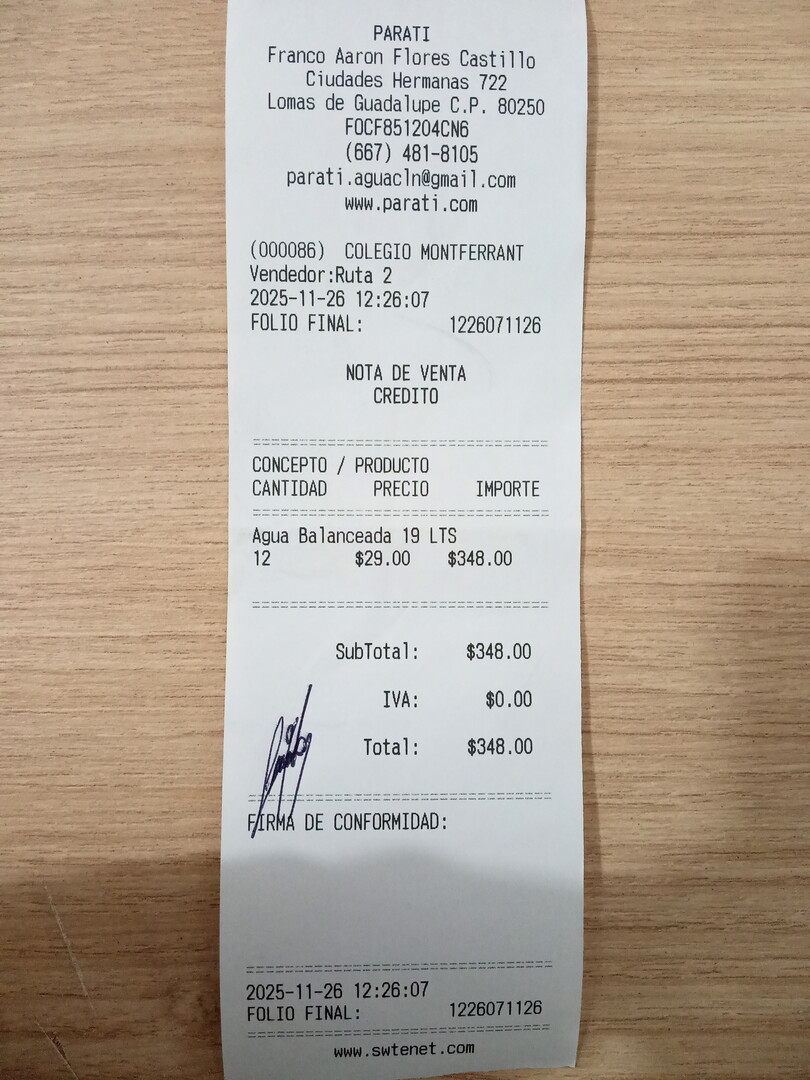 PARATI
Franco Aaron Flores Castillo
Ciudades Hermanas 722
Lomas de Guadalupe C.P. 80250
FOCF851204CN6
(667) 481-8105
parati.aguacln@gmail.com
www.parati.com
(000086) COLEGIO MONTFERRANT
Vendedor:Ruta 2
2025-11-26 12:26:07
FOLIO FINAL: 1226071126
NOTA DE VENTA
CREDITO
CONCEPTO / PRODUCTO
CANTIDAD PRECIO IMPORTE
Agua Balanceada 19 LTS
12 $29.00 $348.00
SubTotal: $348.00
IVA: $0.00
Total: $348.00
FIRMA DE CONFORMIDAD:
2025-11-26 12:26:07
FOLIO FINAL: 1226071126
www.swtenet.com